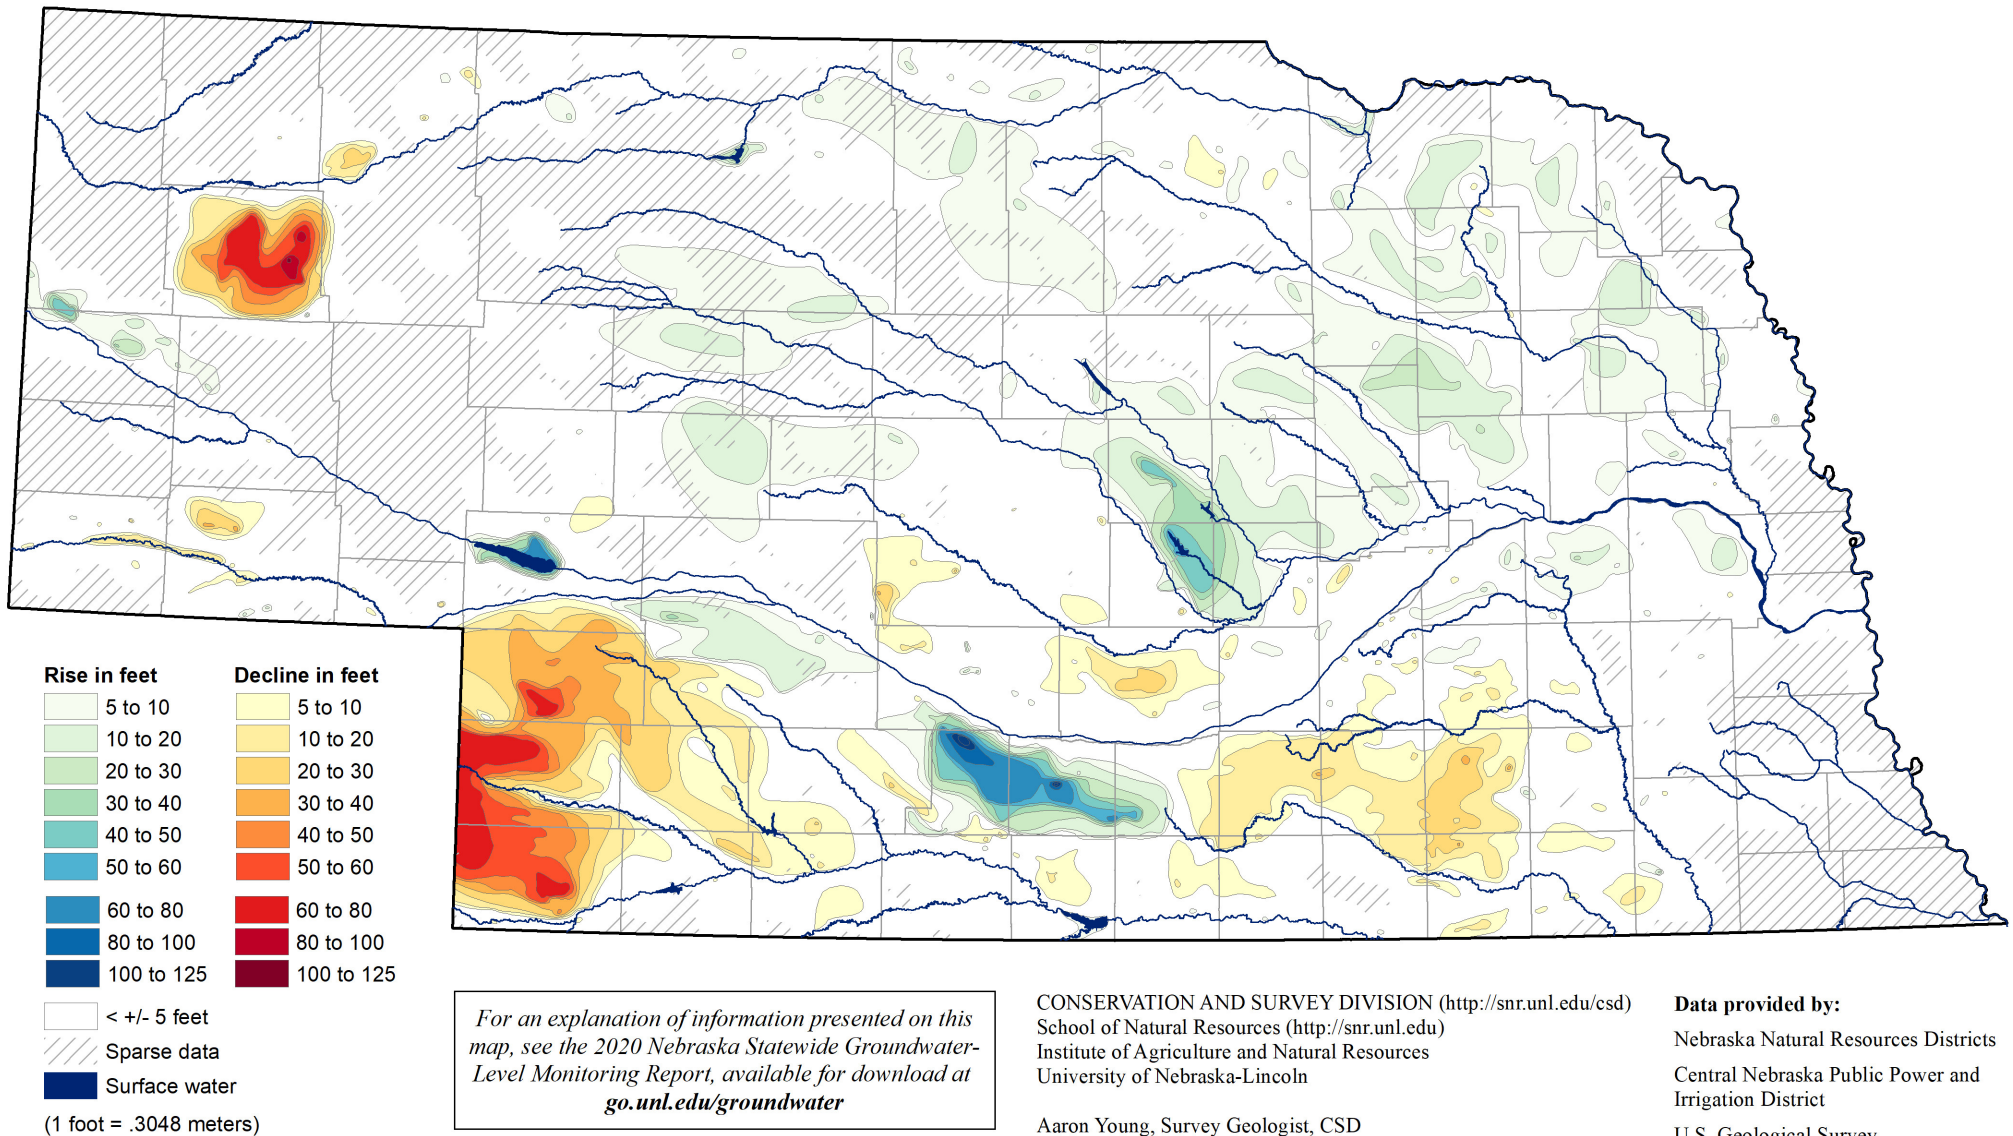 Rise in feet
5 to 10
10 to 20
20 to 30
30 to 40
40 to 50
50 to 60
60 to 80
80 to 100
100 to 125
Decline in feet
5 to 10
10 to 20
20 to 30
30 to 40
40 to 50
50 to 60
60 to 80
80 to 100
100 to 125
< +/- 5 feet
Sparse data
Surface water
(1 foot = .3048 meters)
For an explanation of information presented on this
map, see the 2020 Nebraska Statewide Groundwater-
Level Monitoring Report, available for download at
go.unl.edu/groundwater
CONSERVATION AND SURVEY DIVISION (http://snr.unl.edu/csd)
School of Natural Resources (http://snr.unl.edu)
Institute of Agriculture and Natural Resources
University of Nebraska-Lincoln
Aaron Young, Survey Geologist, CSD
Data provided by:
Nebraska Natural Resources Districts
Central Nebraska Public Power and
Irrigation District
U.S. Geological Survey